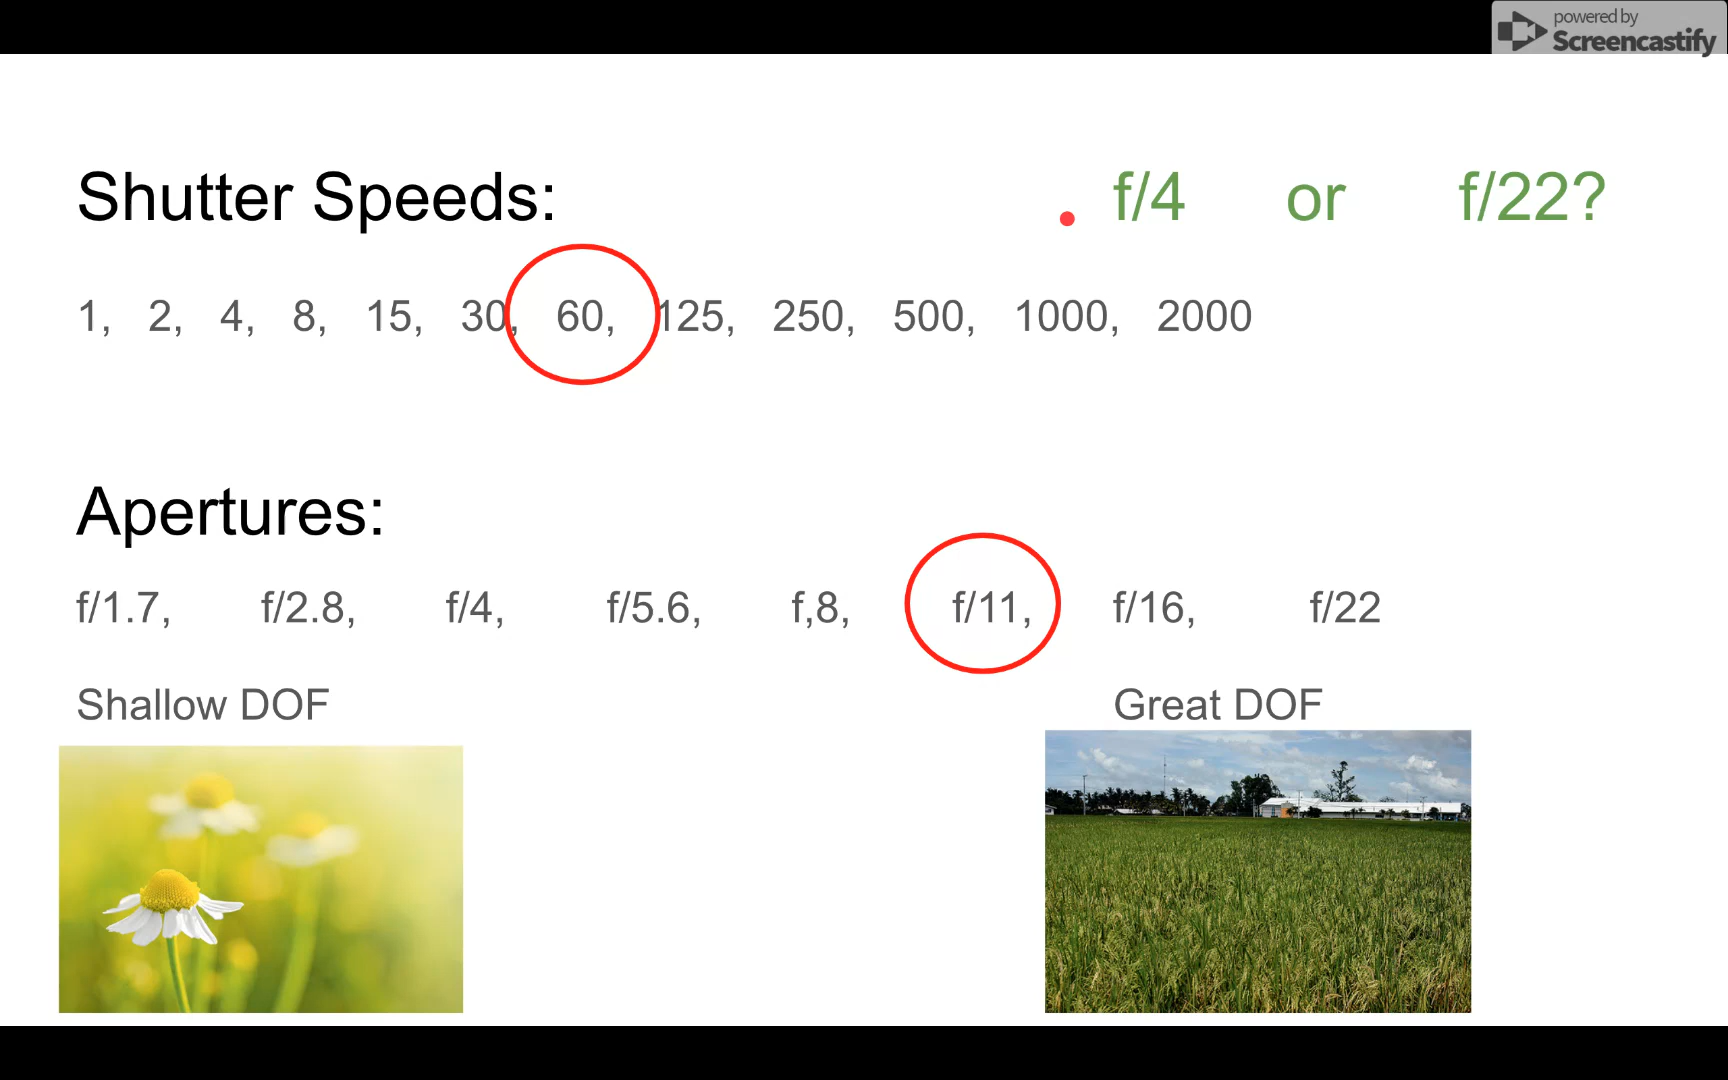 powered by
Screencastify
Shutter Speeds:
f/4 or f/22?
1, 2, 4, 8, 15, 30, 60, 125, 250, 500, 1000, 2000
Apertures:
f/1.7, f/2.8, f/4, f/5.6, f,8, f/11, f/16, f/22
Shallow DOF
Great DOF